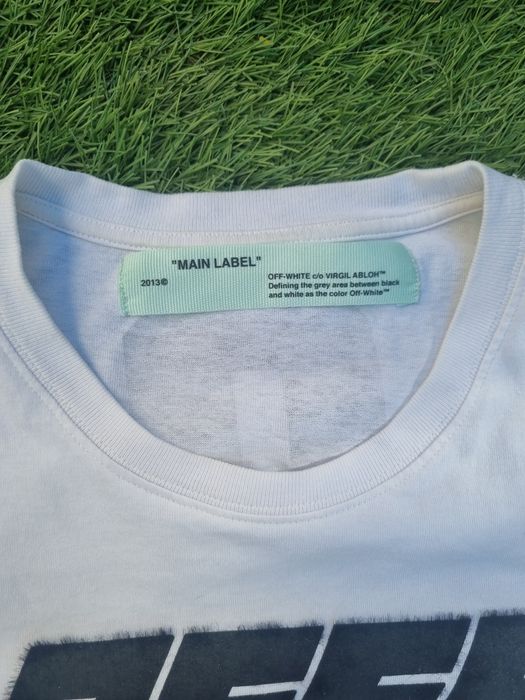 "MAIN LABEL"
2013©
OFF-WHITE c/o VIRGIL ABLOH™
Defining the grey area between black
and white as the color Off-White™
OFF